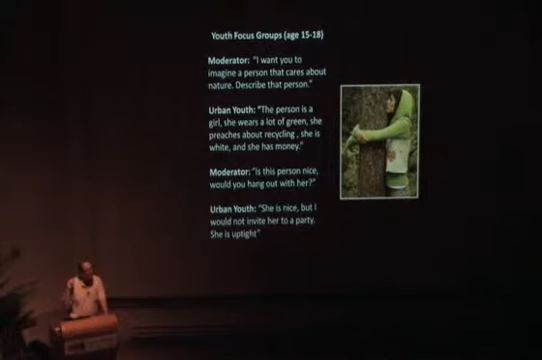 Youth Focus Groups (age 15-18)
Moderator: "I want you to
imagine a person that cares about
nature. Describe that person."
Urban Youth: "The person is a
girl, she wears a lot of green, she
preaches about recycling , she is
white, and she has money."
Moderator: "Is this person nice,
would you hang out with her?"
Urban Youth: "She is nice, but I
would not invite her to a party.
She is uptight"